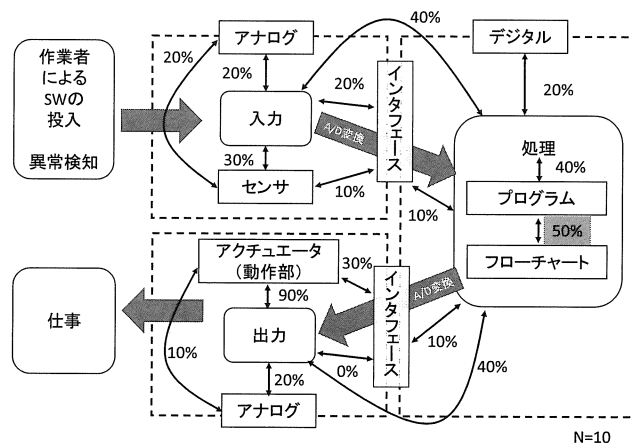 作業者
による
SWの
投入
異常検知
アナログ
20%
20%
入力
30%
センサ
20%
10%
インタフェース
A/D変換
40%
デジタル
20%
処理
40%
プログラム
50%
フローチャート
10%
仕事
アクチュエータ
(動作部)
30%
90%
出力
10%
20%
0%
アナログ
インタフェース
A/D変換
10%
40%
N=10